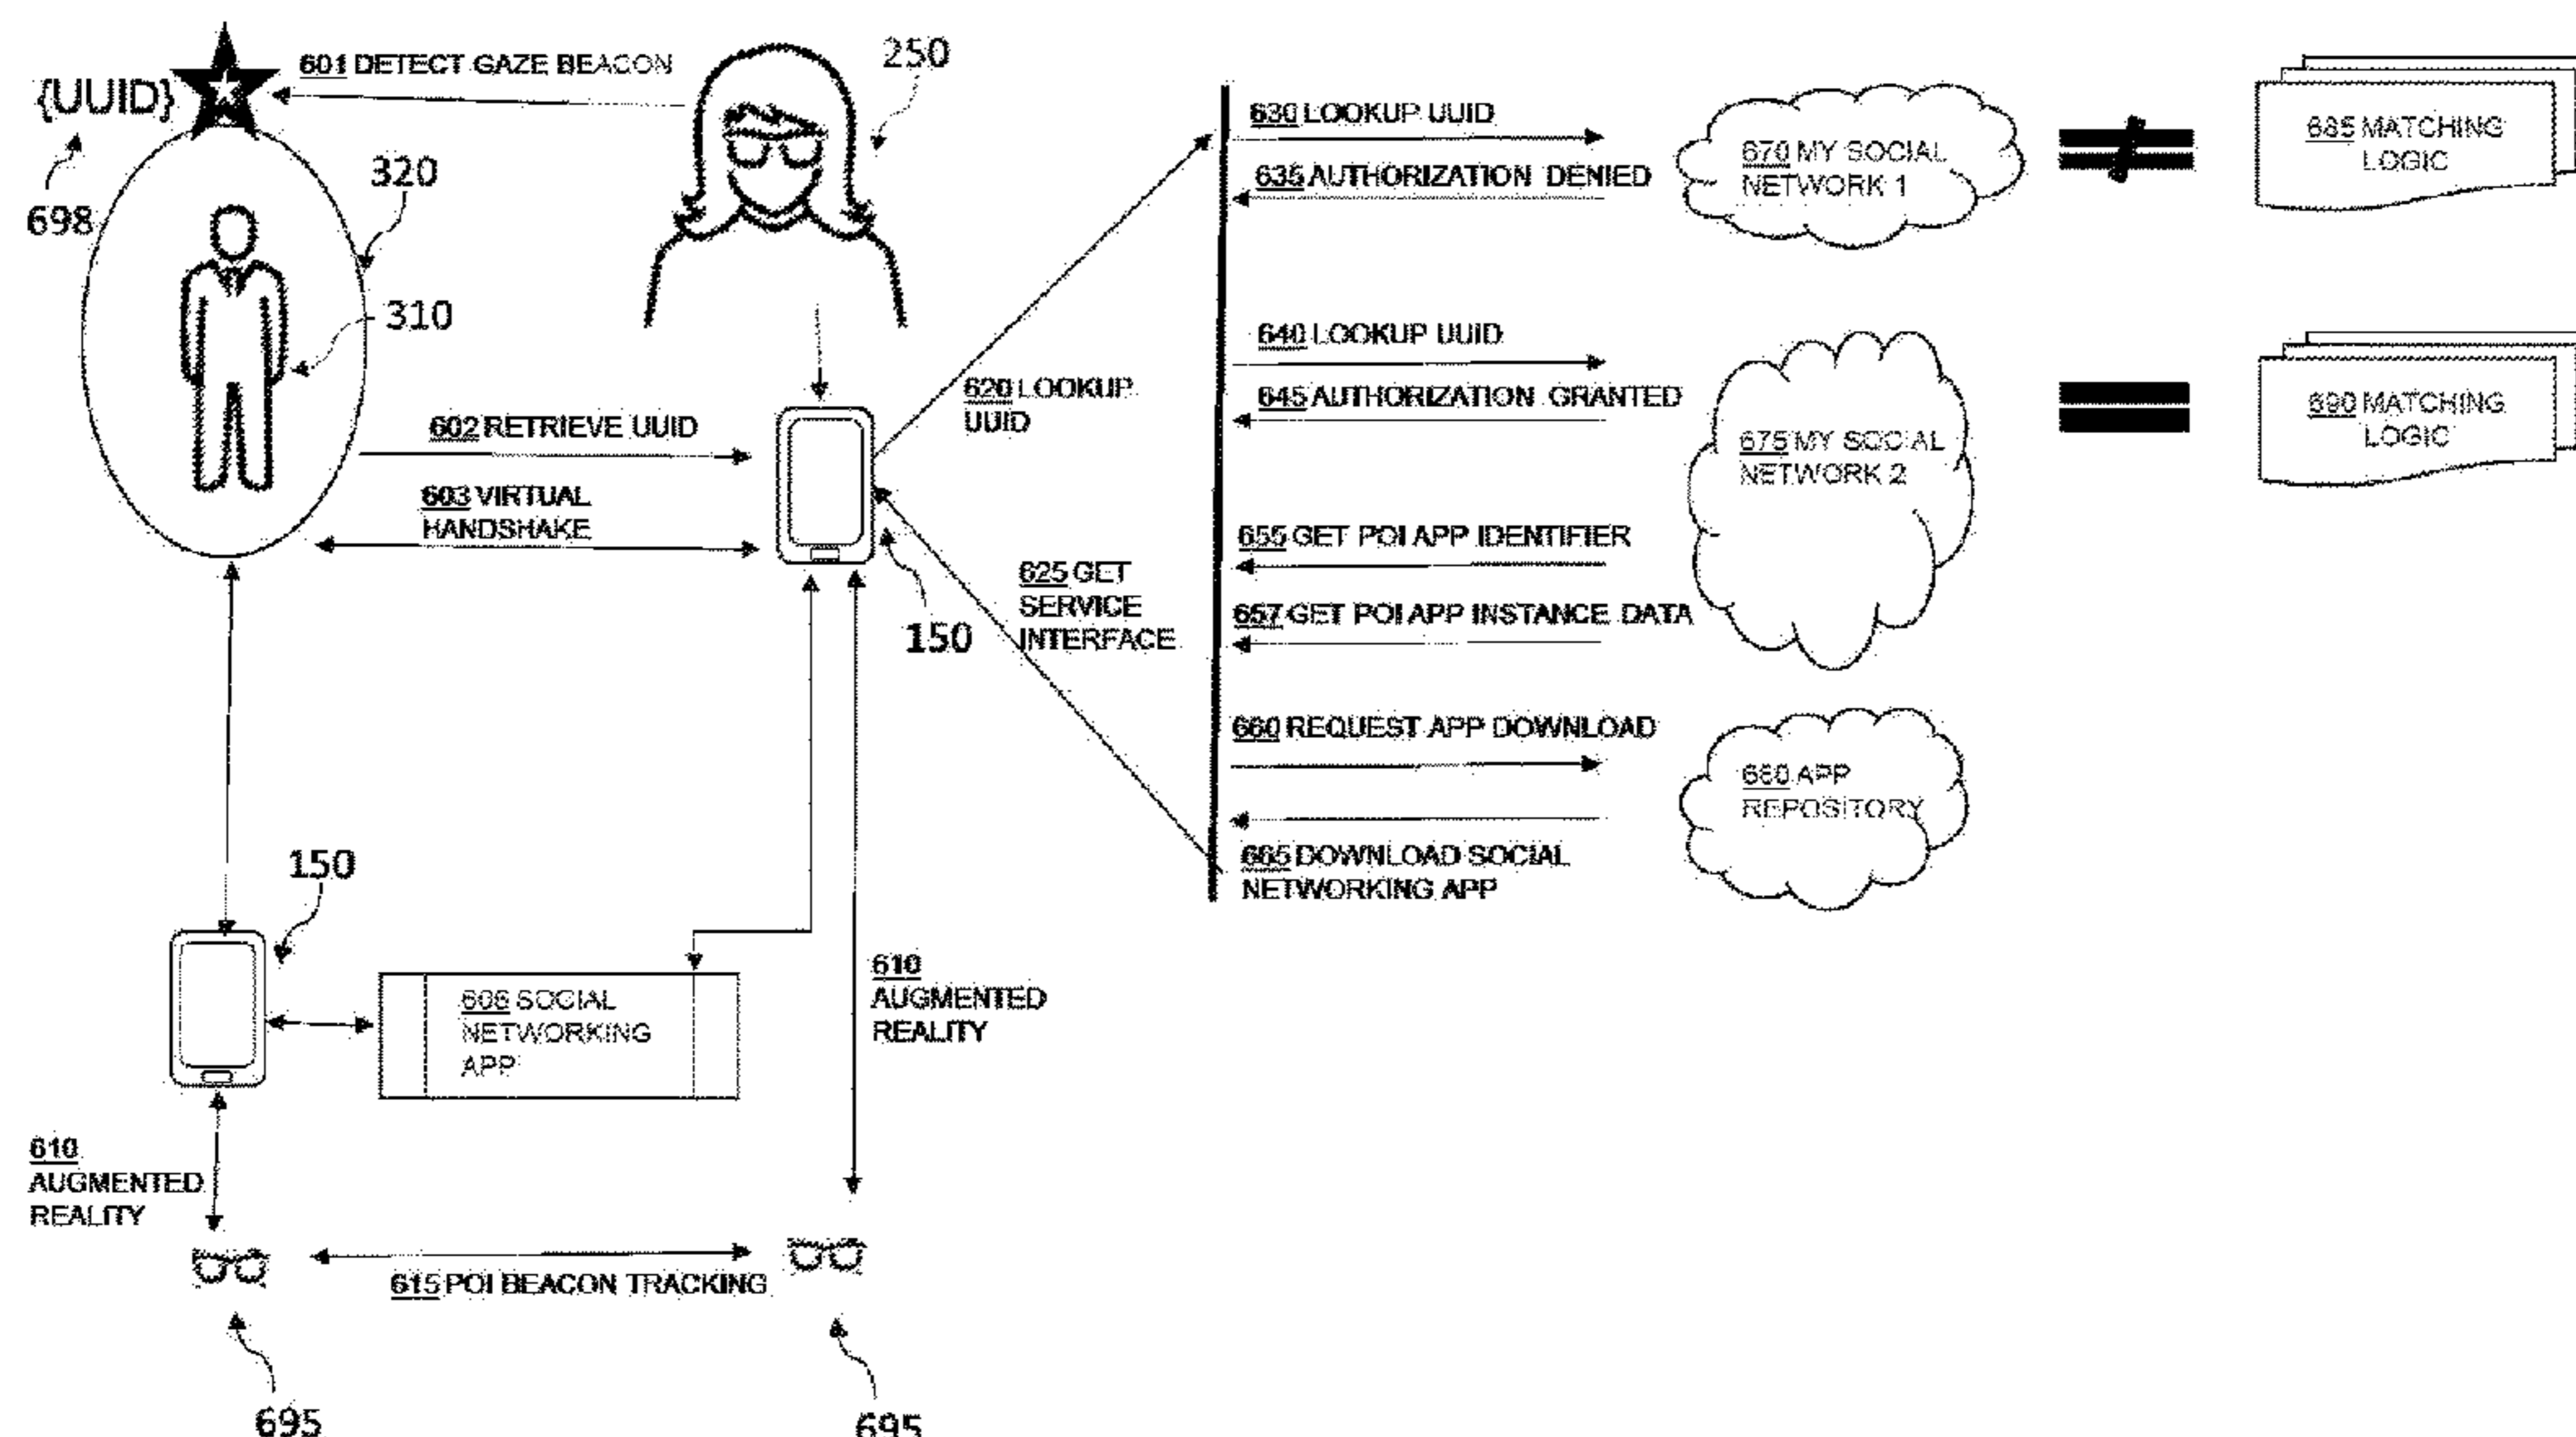 601 DETECT GAZE BEACON
250
{UUID}
698
320
310
602 RETRIEVE UUID
603 VIRTUAL
HANDSHAKE
150
620 LOOKUP
UUID
625 GET
SERVICE
INTERFACE
630 LOOKUP UUID
635 AUTHORIZATION DENIED
670 MY SOCIAL
NETWORK 1
685 MATCHING
LOGIC
640 LOOKUP UUID
645 AUTHORIZATION GRANTED
675 MY SOCIAL
NETWORK 2
690 MATCHING
LOGIC
655 GET POI APP IDENTIFIER
657 GET POI APP INSTANCE DATA
660 REQUEST APP DOWNLOAD
680 APP
REPOSITORY
665 DOWNLOAD SOCIAL
NETWORKING APP
150
SOCIAL
NETWORKING
APP
610
AUGMENTED
REALITY
610
AUGMENTED
REALITY
615 POI BEACON TRACKING
695
695